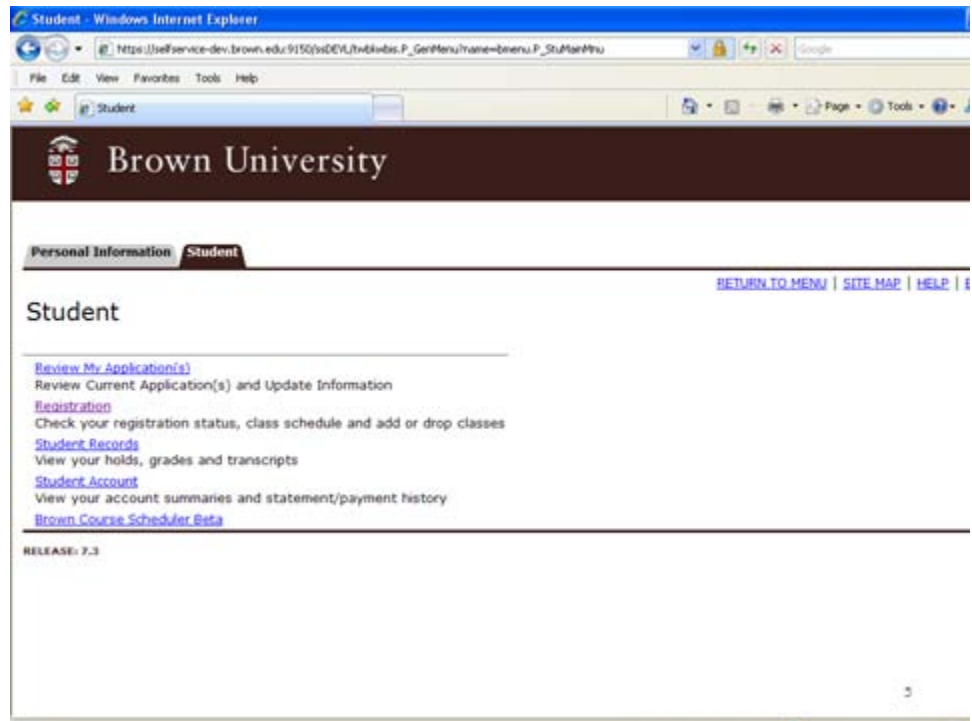 Student - Windows Internet Explorer
https://selfservice-dev.brown.edu:9150/ssDEVL/twbkwbis.P_GenMenu?name=bmenu.P_StuMainMnu
Google
File Edit View Favorites Tools Help
Student
Page Tools
Brown University
Personal Information Student
RETURN TO MENU | SITE MAP | HELP |
Student
Review My Application(s)
Review Current Application(s) and Update Information
Registration
Check your registration status, class schedule and add or drop classes
Student Records
View your holds, grades and transcripts
Student Account
View your account summaries and statement/payment history
Brown Course Scheduler Beta
RELEASE: 7.3
5